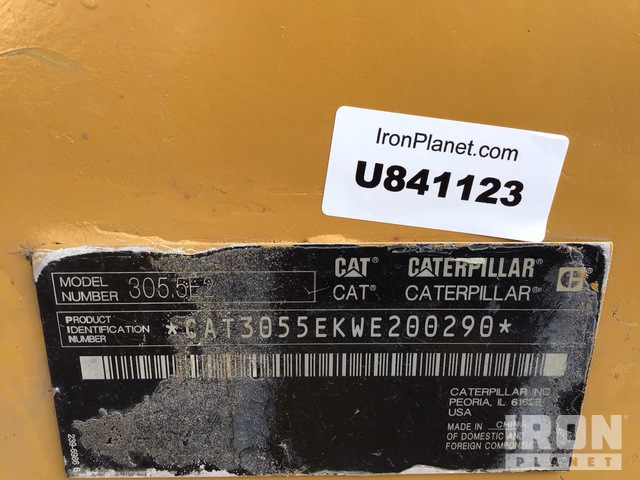 IronPlanet.com
U841123
MODEL NUMBER 305.5E2
CAT CATERPILLAR C
CAT® CATERPILLAR®
PRODUCT IDENTIFICATION NUMBER *CAT3055EKWE200290*
CATERPILLAR INC
PEORIA, IL 61629
USA
MADE IN CHINA
OF DOMESTIC AND
FOREIGN COMPONENTS
IRON
PLANET